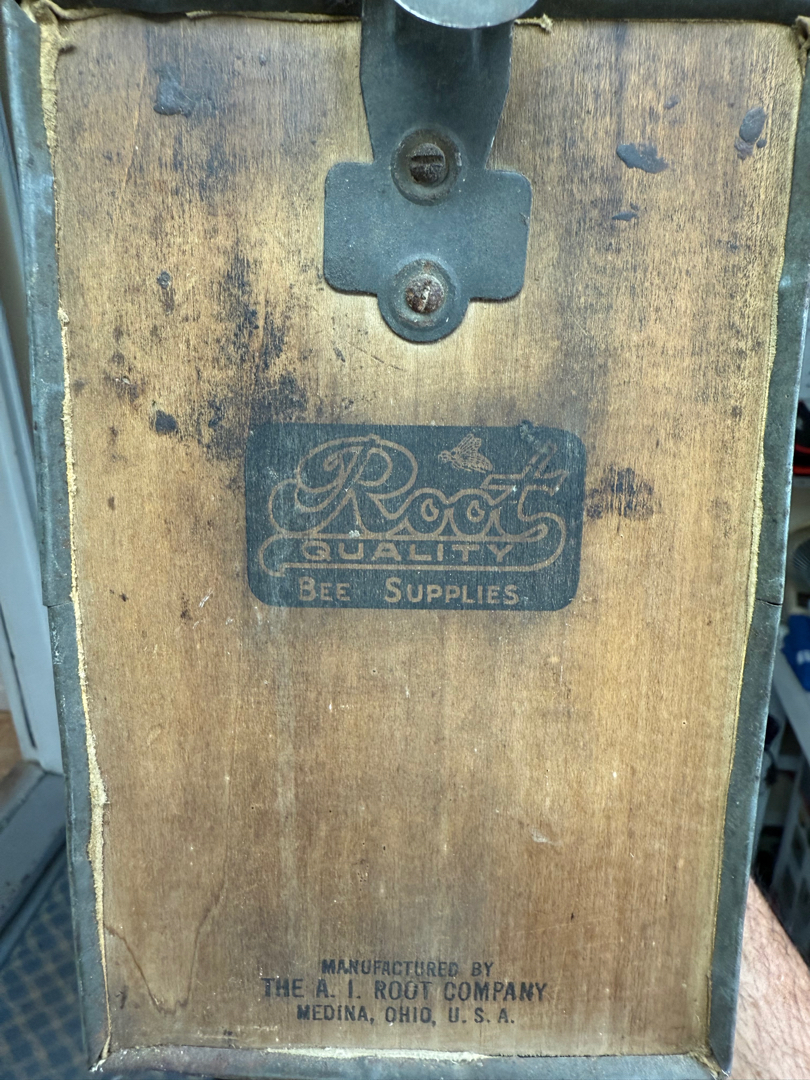 Root
QUALITY
BEE SUPPLIES
MANUFACTURED BY
THE A. I. ROOT COMPANY
MEDINA, OHIO, U. S. A.